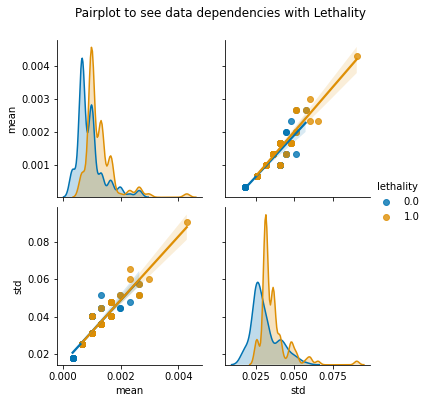 Pairplot to see data dependencies with Lethality
0.004
0.003
0.002
0.001
mean
lethality
0.0
1.0
0.08
0.06
0.04
0.02
std
0.000
0.002
0.004
mean
0.025
0.050
0.075
std